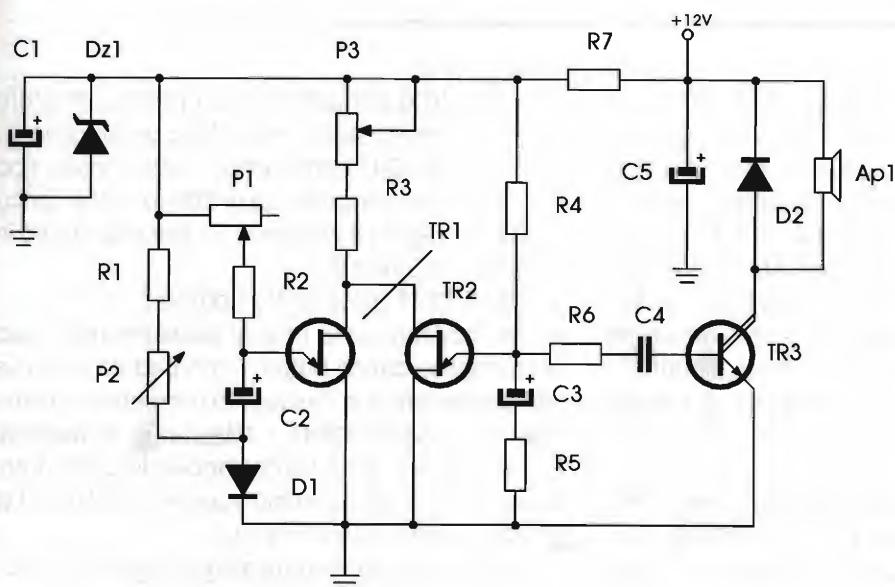 +12V
C1
Dz1
P3
R7
P1
R3
R4
C5
Ap1
D2
R1
R2
TR1
TR2
R6
C4
TR3
P2
C2
C3
D1
R5